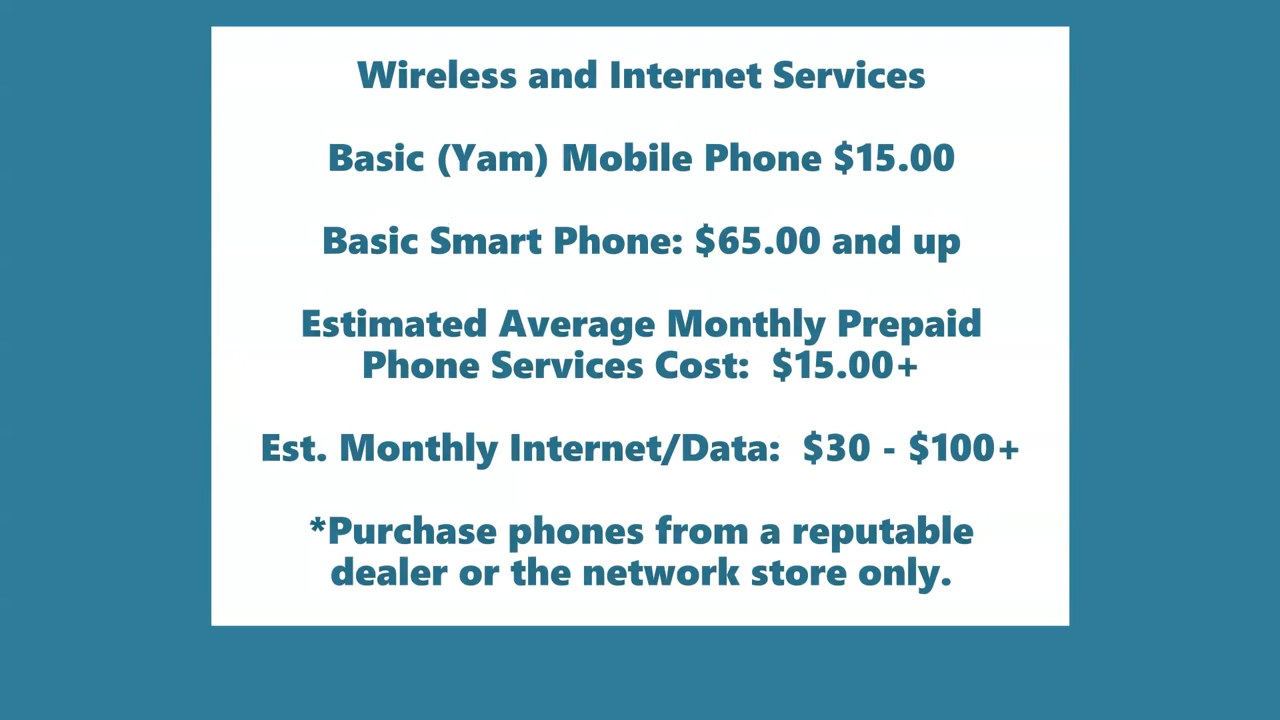 Wireless and Internet Services
Basic (Yam) Mobile Phone $15.00
Basic Smart Phone: $65.00 and up
Estimated Average Monthly Prepaid
Phone Services Cost:  $15.00+
Est. Monthly Internet/Data:  $30 - $100+
*Purchase phones from a reputable
dealer or the network store only.